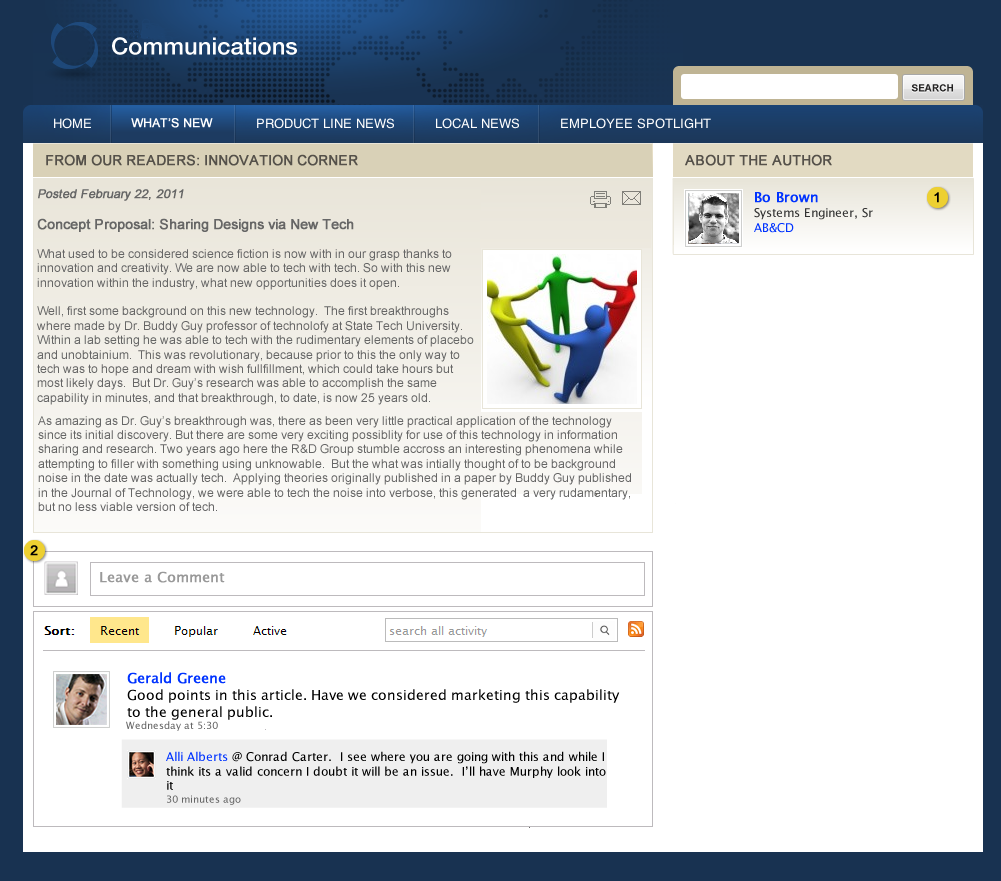 Communications
SEARCH
HOME
WHAT'S NEW
PRODUCT LINE NEWS
LOCAL NEWS
EMPLOYEE SPOTLIGHT
FROM OUR READERS: INNOVATION CORNER
Posted February 22, 2011
Concept Proposal: Sharing Designs via New Tech
What used to be considered science fiction is now with in our grasp thanks to
innovation and creativity. We are now able to tech with tech. So with this new
innovation within the industry, what new opportunities does it open.
Well, first some background on this new technology.  The first breakthroughs
where made by Dr. Buddy Guy professor of technolofy at State Tech University.
Within a lab setting he was able to tech with the rudimentary elements of placebo
and unobtainium.  This was revolutionary, because prior to this the only way to
tech was to hope and dream with wish fullfillment, which could take hours but
most likely days.  But Dr. Guy's research was able to accomplish the same
capability in minutes, and that breakthrough, to date, is now 25 years old.
As amazing as Dr. Guy's breakthrough was, there as been very little practical application of the technology
since its initial discovery. But there are some very exciting possiblity for use of this technology in information
sharing and research. Two years ago here the R&D Group stumble accross an interesting phenomena while
attempting to filler with something using unknowable.  But the what was intially thought of to be background
noise in the date was actually tech.  Applying theories originally published in a paper by Buddy Guy published
in the Journal of Technology, we were able to tech the noise into verbose, this generated  a very rudamentary,
but no less viable version of tech.
ABOUT THE AUTHOR
Bo Brown
1
Systems Engineer, Sr
AB&CD
2
Leave a Comment
Sort:
Recent
Popular
Active
search all activity
Gerald Greene
Good points in this article. Have we considered marketing this capability
to the general public.
Wednesday at 5:30
Alli Alberts @ Conrad Carter.  I see where you are going with this and while I
think its a valid concern I doubt it will be an issue.  I'll have Murphy look into
it
30 minutes ago